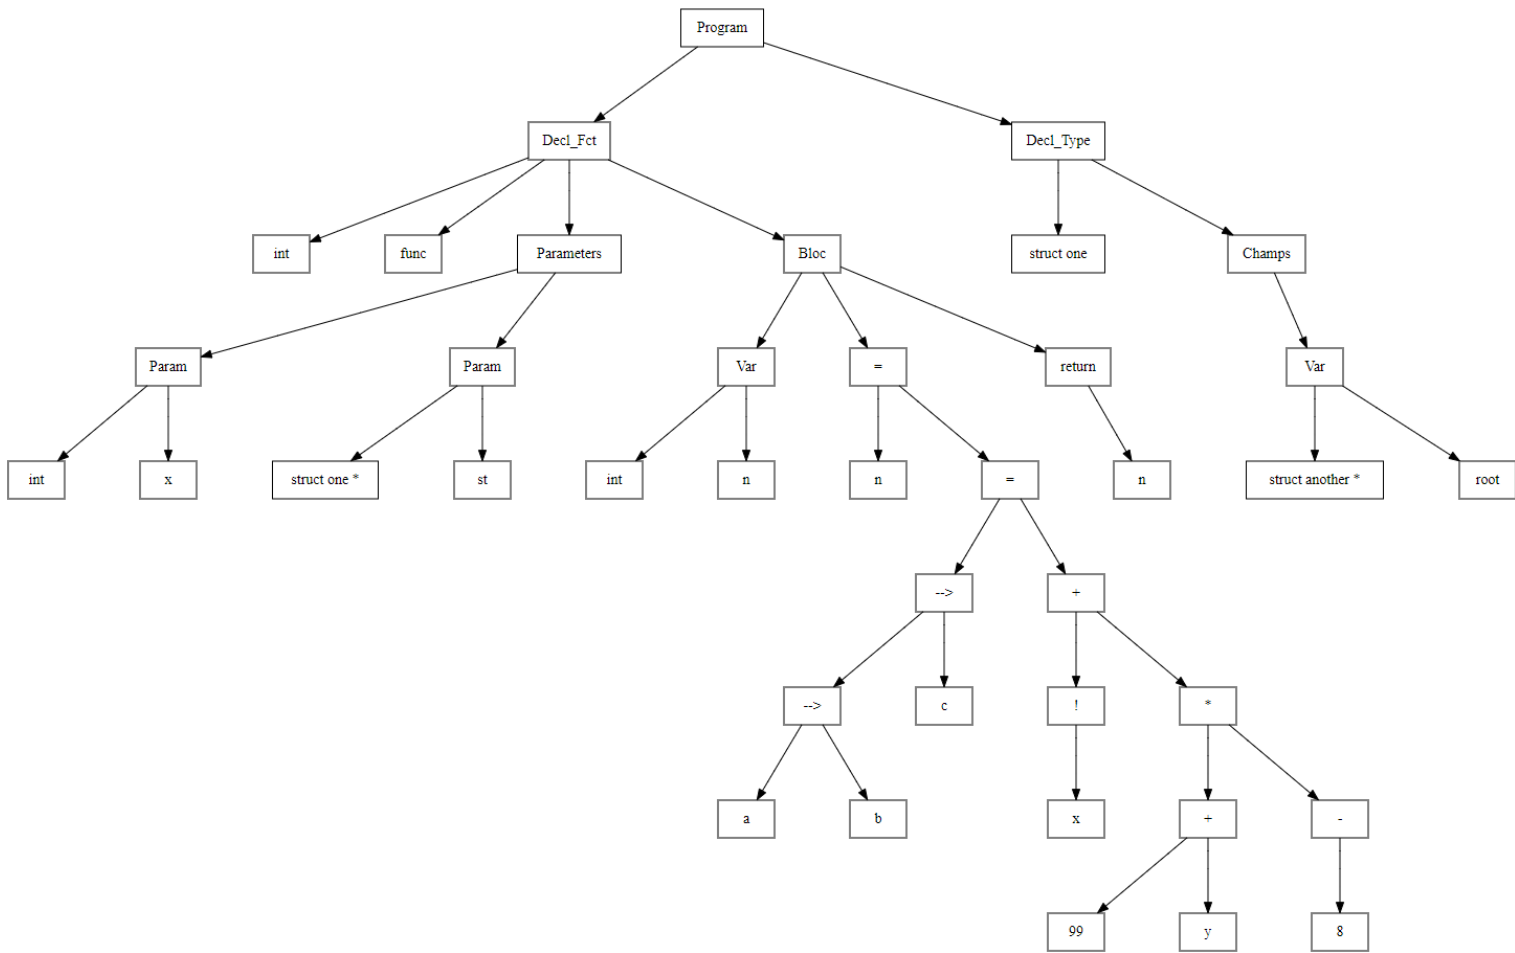 Program
Decl_Fct
Decl_Type
int
func
Parameters
Bloc
struct one
Champs
Param
Param
Var
=
return
Var
int
x
struct one *
st
int
n
n
=
n
struct another *
root
-->
+
-->
c
!
*
a
b
x
+
-
99
y
8